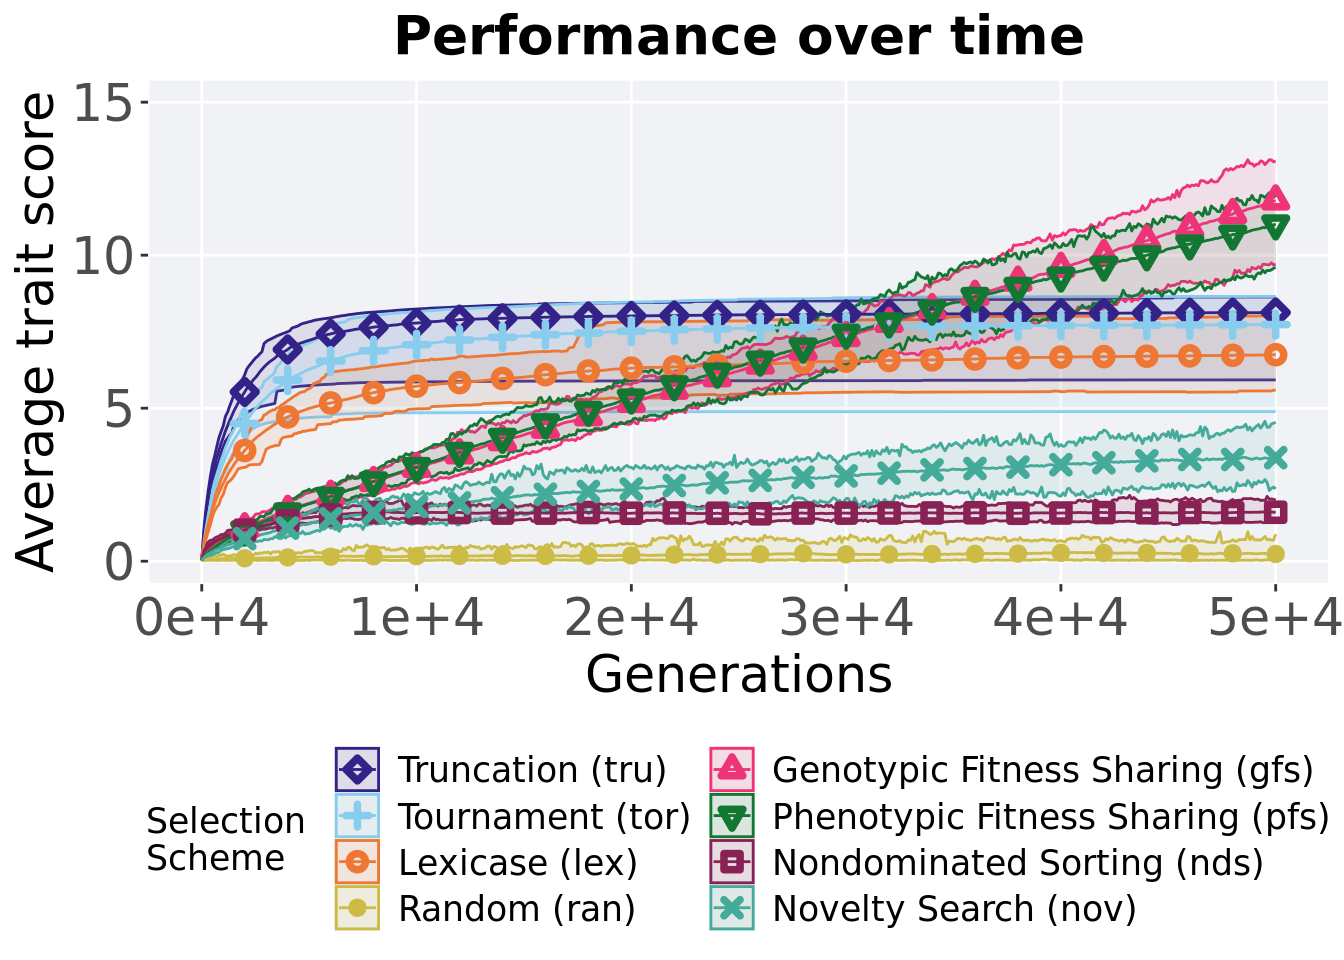 Performance over time
Average trait score
15
10
5
0
0e+4 1e+4 2e+4 3e+4 4e+4 5e+4
Generations
Selection
Scheme
Truncation (tru)
Tournament (tor)
Lexicase (lex)
Random (ran)
Genotypic Fitness Sharing (gfs)
Phenotypic Fitness Sharing (pfs)
Nondominated Sorting (nds)
Novelty Search (nov)